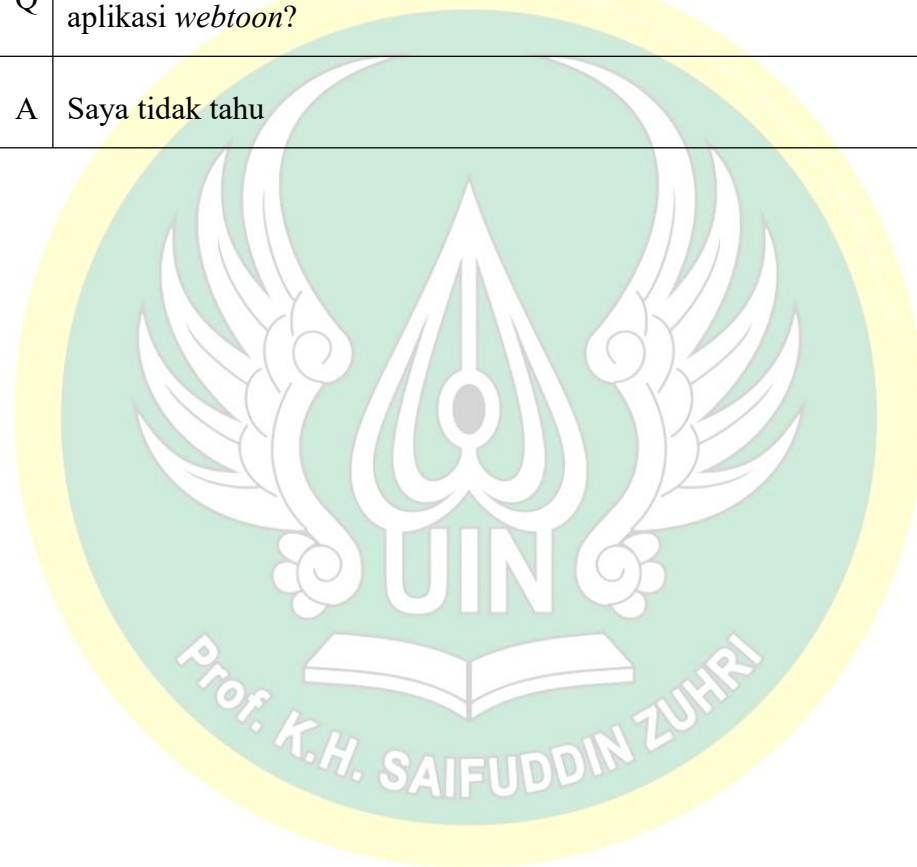 Q
aplikasi webtoon?
A Saya tidak tahu
UIN
Prof. K.H. SAIFUDDIN ZUHRI